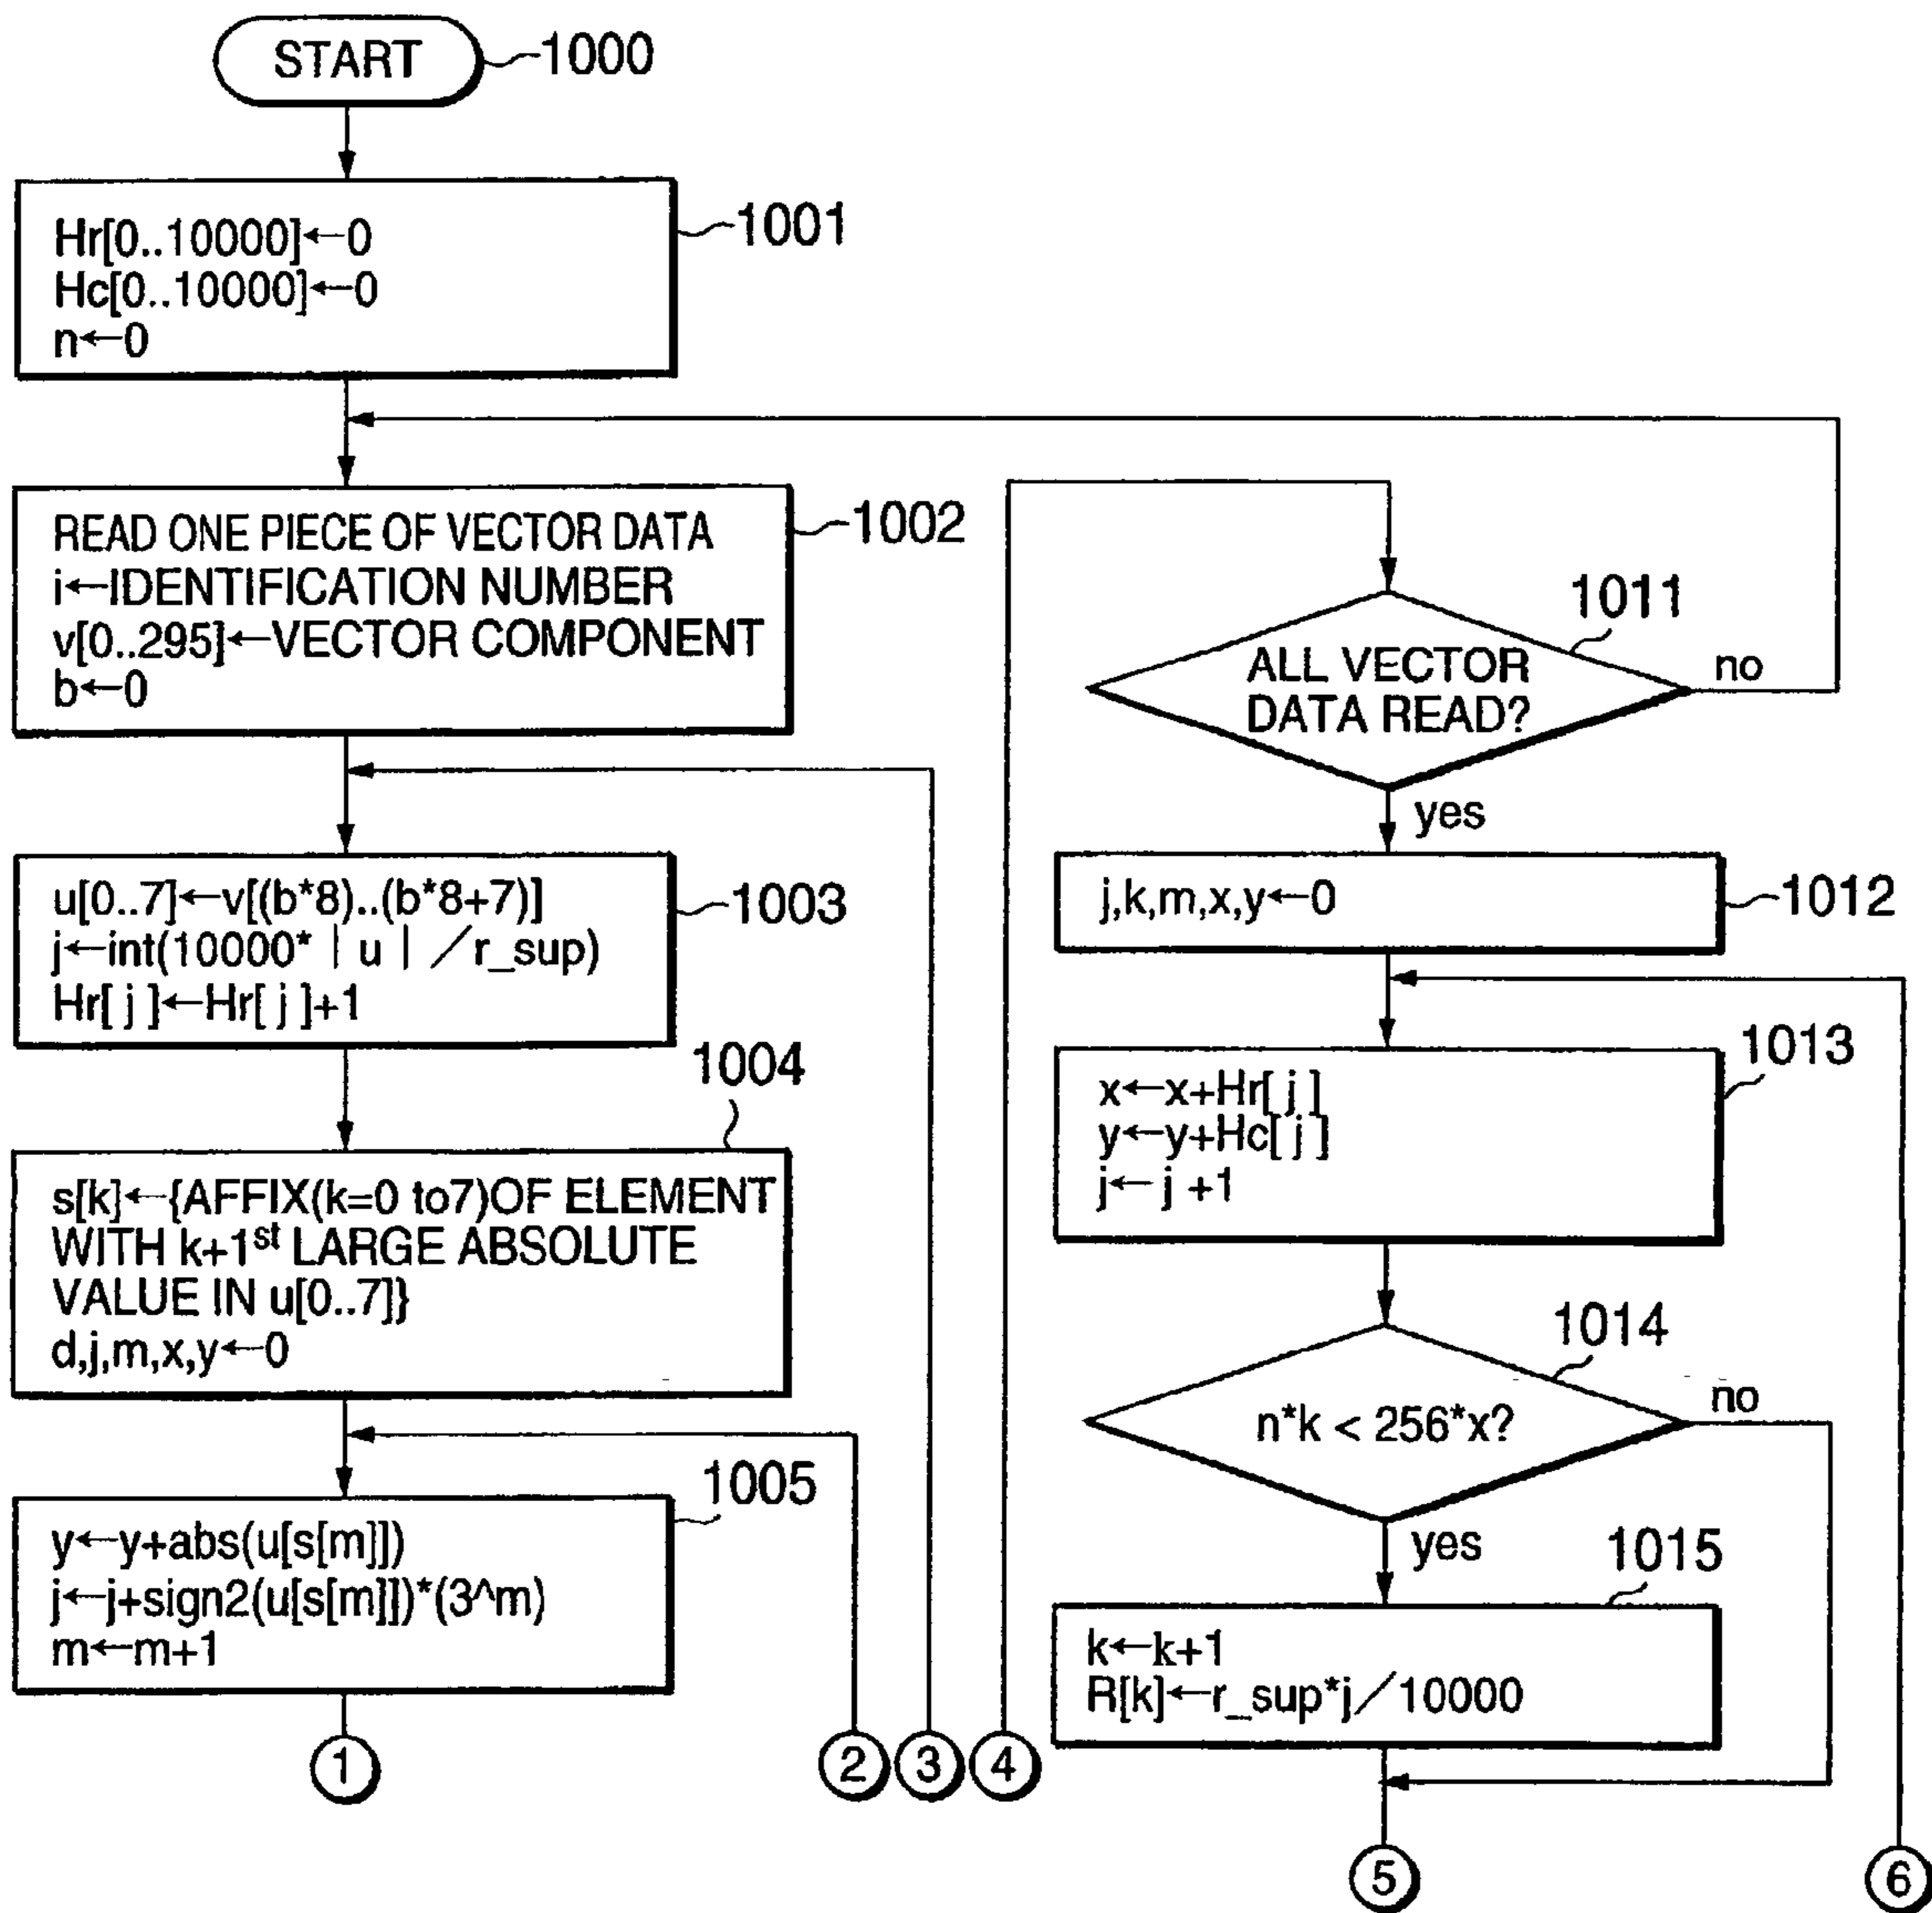 START
1000
Hr[0..10000]←0
Hc[0..10000]←0
n←0
1001
READ ONE PIECE OF VECTOR DATA
i←IDENTIFICATION NUMBER
v[0..295]←VECTOR COMPONENT
b←0
1002
u[0..7]←v[(b*8)..(b*8+7)]
j←int(10000*|u|/r_sup)
Hr[j]←Hr[j]+1
1003
1004
s[k]←{AFFIX(k=0 to7)OF ELEMENT
WITH k+1st LARGE ABSOLUTE
VALUE IN u[0..7]}
d,j,m,x,y←0
1005
y←y+abs(u[s[m]])
j←j+sign2(u[s[m]])*(3^m)
m←m+1
①
②
③
④
1011
ALL VECTOR
DATA READ?
no
yes
j,k,m,x,y←0
1012
1013
x←x+Hr[j]
y←y+Hc[j]
j←j+1
1014
n*k < 256*x?
no
yes
1015
k←k+1
R[k]←r_sup*j/10000
⑤
⑥